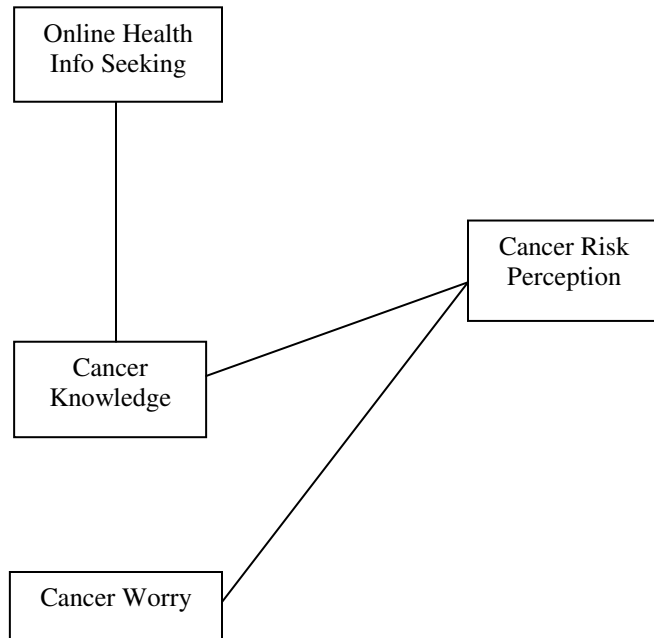 Online Health
Info Seeking
Cancer Risk
Perception
Cancer
Knowledge
Cancer Worry